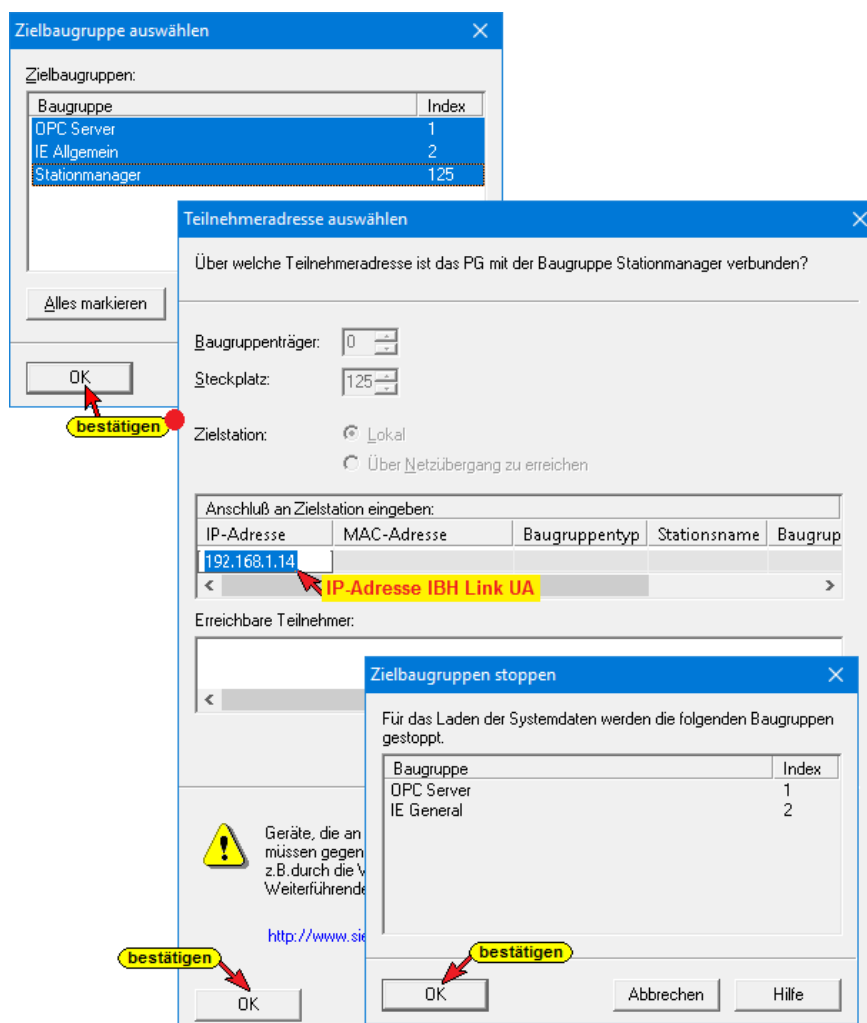 Zielbaugruppe auswählen
Zielbaugruppen:
Baugruppe Index
OPC Server 1
IE Allgemein 2
Stationmanager 125
Alles markieren
OK
bestätigen
Teilnehmeradresse auswählen
Über welche Teilnehmeradresse ist das PG mit der Baugruppe Stationmanager verbunden?
Baugruppenträger: 0
Steckplatz: 125
Zielstation: Lokal
Über Netzübergang zu erreichen
Anschluß an Zielstation eingeben:
IP-Adresse MAC-Adresse Baugruppentyp Stationsname Baugrup
192.168.1.14
IP-Adresse IBH Link UA
Erreichbare Teilnehmer:
Geräte, die an
müssen gegen
z.B.durch die V
Weiterführende
http://www.sie
bestätigen
OK
Zielbaugruppen stoppen
Für das Laden der Systemdaten werden die folgenden Baugruppen
gestoppt.
Baugruppe Index
OPC Server 1
IE General 2
bestätigen
OK Abbrechen Hilfe